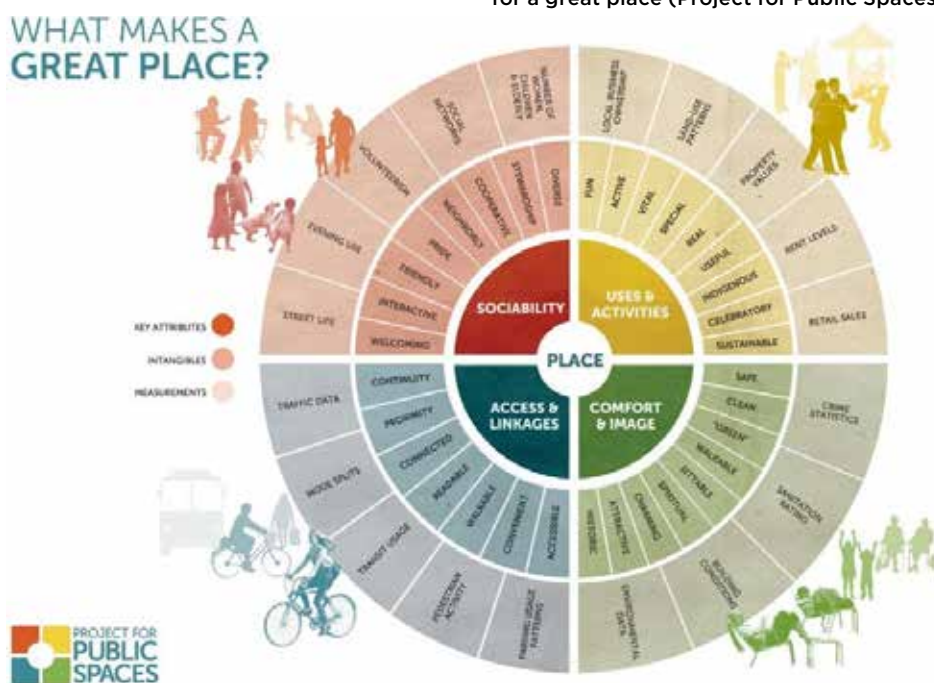 for a great place (Project for Public Spaces
WHAT MAKES A
GREAT PLACE?
KEY ATTRIBUTES
INTANGIBLES
MEASUREMENTS
PLACE
SOCIABILITY
USES &
ACTIVITIES
ACCESS &
LINKAGES
COMFORT
& IMAGE
DIVERSE
STEWARDSHIP
COOPERATIVE
NEIGHBORLY
PRIDE
FRIENDLY
INTERACTIVE
WELCOMING
NUMBER OF
WOMEN,
CHILDREN
& ELDERLY
SOCIAL
NETWORKS
VOLUNTEERISM
EVENING USE
STREET LIFE
FUN
ACTIVE
VITAL
SPECIAL
REAL
USEFUL
INDIGENOUS
CELEBRATORY
SUSTAINABLE
LOCAL BUSINESS
OWNERSHIP
LAND-USE
PATTERNS
PROPERTY
VALUES
RENT LEVELS
RETAIL SALES
CONTINUITY
PROXIMITY
CONNECTED
READABLE
WALKABLE
CONVENIENT
ACCESSIBLE
TRAFFIC DATA
MODE SPLITS
TRANSIT USAGE
PEDESTRIAN
ACTIVITY
PARKING USAGE
PATTERNS
SAFE
CLEAN
"GREEN"
WALKABLE
SITTABLE
SPIRITUAL
CHARMING
ATTRACTIVE
HISTORIC
CRIME
STATISTICS
SANITATION
RATING
BUILDING
CONDITIONS
ENVIRONMENTAL
DATA
PROJECT FOR
PUBLIC
SPACES